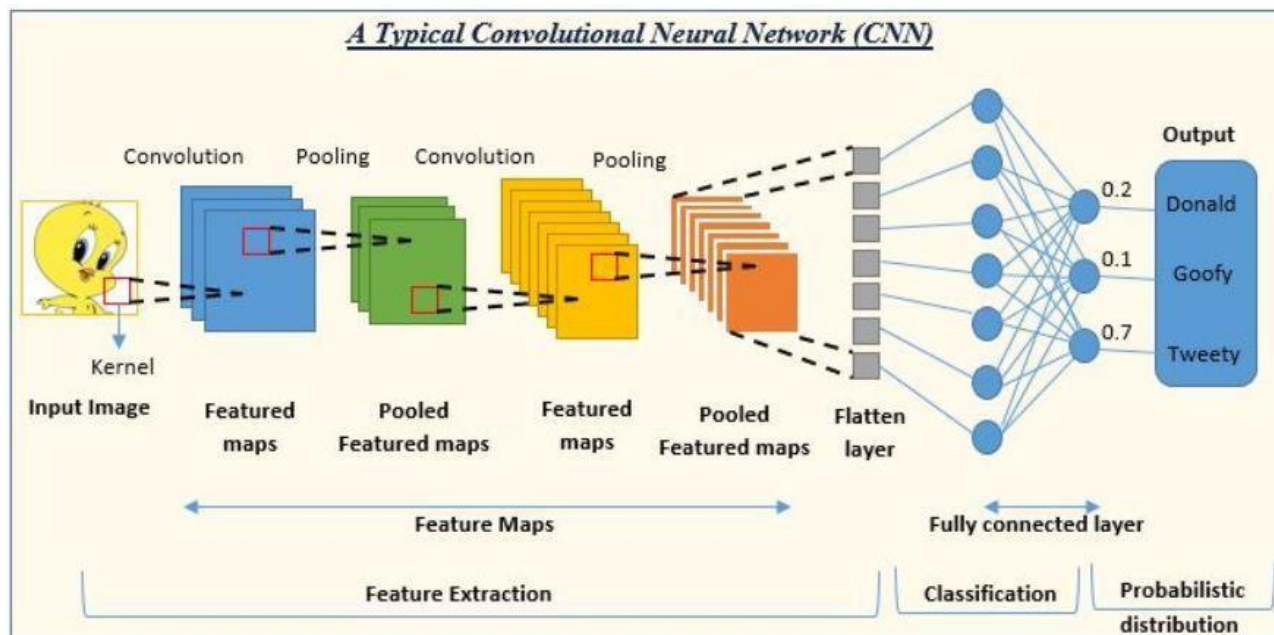 A Typical Convolutional Neural Network (CNN)
Convolution
Pooling
Convolution
Pooling
Output
0.2
Donald
0.1
Goofy
0.7
Tweety
Kernel
Input Image
Featured
maps
Pooled
Featured maps
Featured
maps
Pooled
Featured maps
Flatten
layer
Feature Maps
Fully connected layer
Feature Extraction
Classification
Probabilistic
distribution